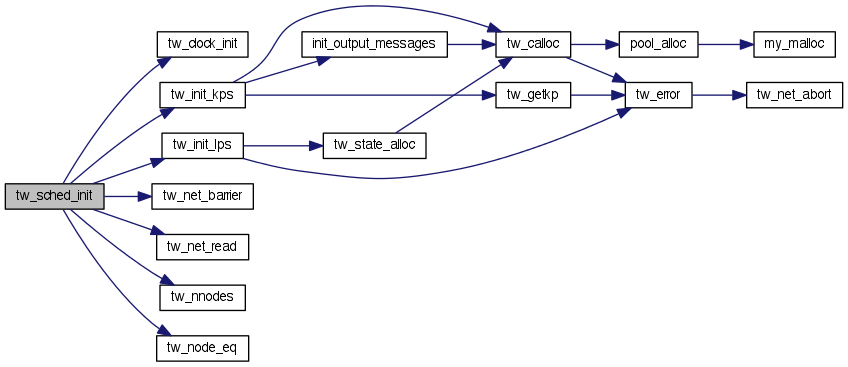 tw_clock_init
init_output_messages
tw_calloc
pool_alloc
my_malloc
tw_init_kps
tw_getkp
tw_error
tw_net_abort
tw_init_lps
tw_state_alloc
tw_sched_init
tw_net_barrier
tw_net_read
tw_nnodes
tw_node_eq